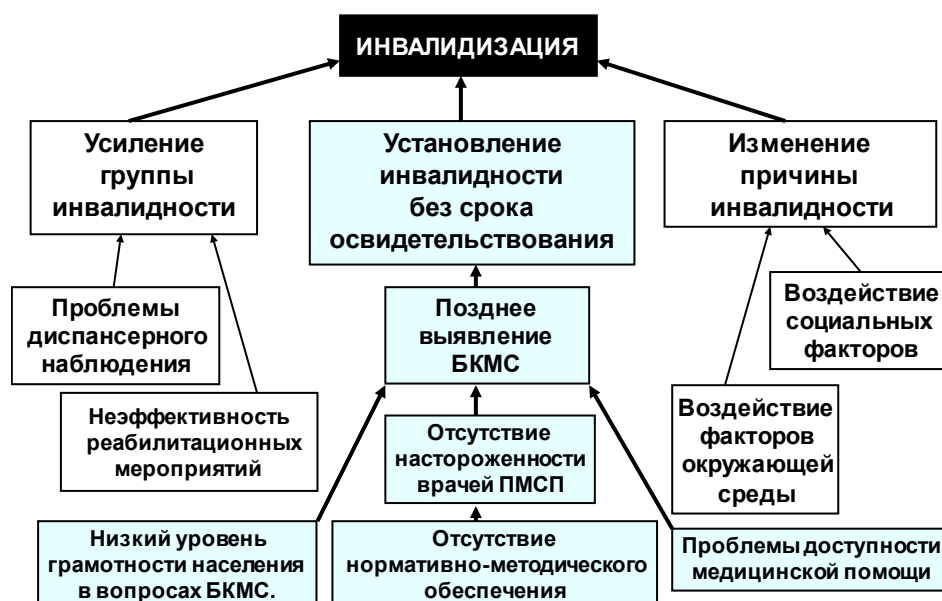 ИНВАЛИДИЗАЦИЯ
Усиление
группы
инвалидности
Установление
инвалидности
без срока
освидетельствования
Изменение
причины
инвалидности
Проблемы
диспансерного
наблюдения
Позднее
выявление
БКМС
Воздействие
социальных
факторов
Неэффективность
реабилитационных
мероприятий
Отсутствие
настороженности
врачей ПМСП
Воздействие
факторов
окружающей
среды
Низкий уровень
грамотности населения
в вопросах БКМС.
Отсутствие
нормативно-методического
обеспечения
Проблемы доступности
медицинской помощи